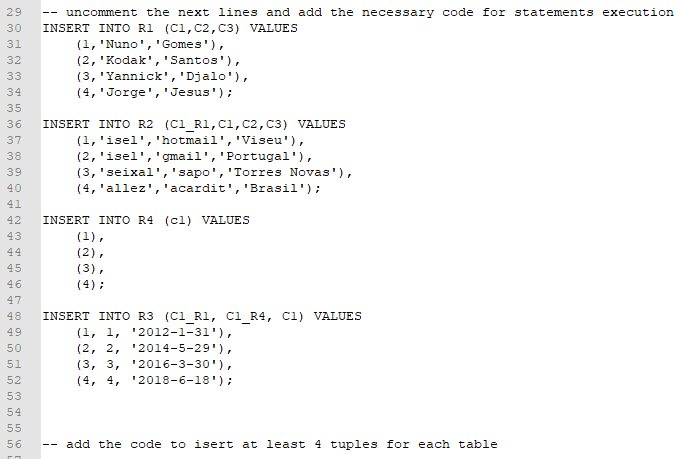 29 -- uncomment the next lines and add the necessary code for statements execution
30 INSERT INTO R1 (C1,C2,C3) VALUES
31 (1,'Nuno','Gomes'),
32 (2,'Kodak','Santos'),
33 (3,'Yannick','Djalo'),
34 (4,'Jorge','Jesus');
35
36 INSERT INTO R2 (C1_R1,C1,C2,C3) VALUES
37 (1,'isel','hotmail','Viseu'),
38 (2,'isel','gmail','Portugal'),
39 (3,'seixal','sapo','Torres Novas'),
40 (4,'allez','acardit','Brasil');
41
42 INSERT INTO R4 (c1) VALUES
43 (1),
44 (2),
45 (3),
46 (4);
47
48 INSERT INTO R3 (C1_R1, C1_R4, C1) VALUES
49 (1, 1, '2012-1-31'),
50 (2, 2, '2014-5-29'),
51 (3, 3, '2016-3-30'),
52 (4, 4, '2018-6-18');
53
54
55
56 -- add the code to isert at least 4 tuples for each table